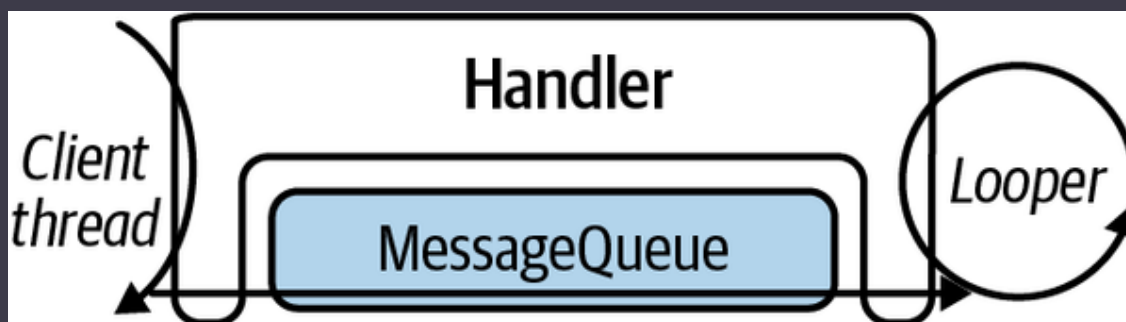 Handler
Client
thread
Looper
MessageQueue